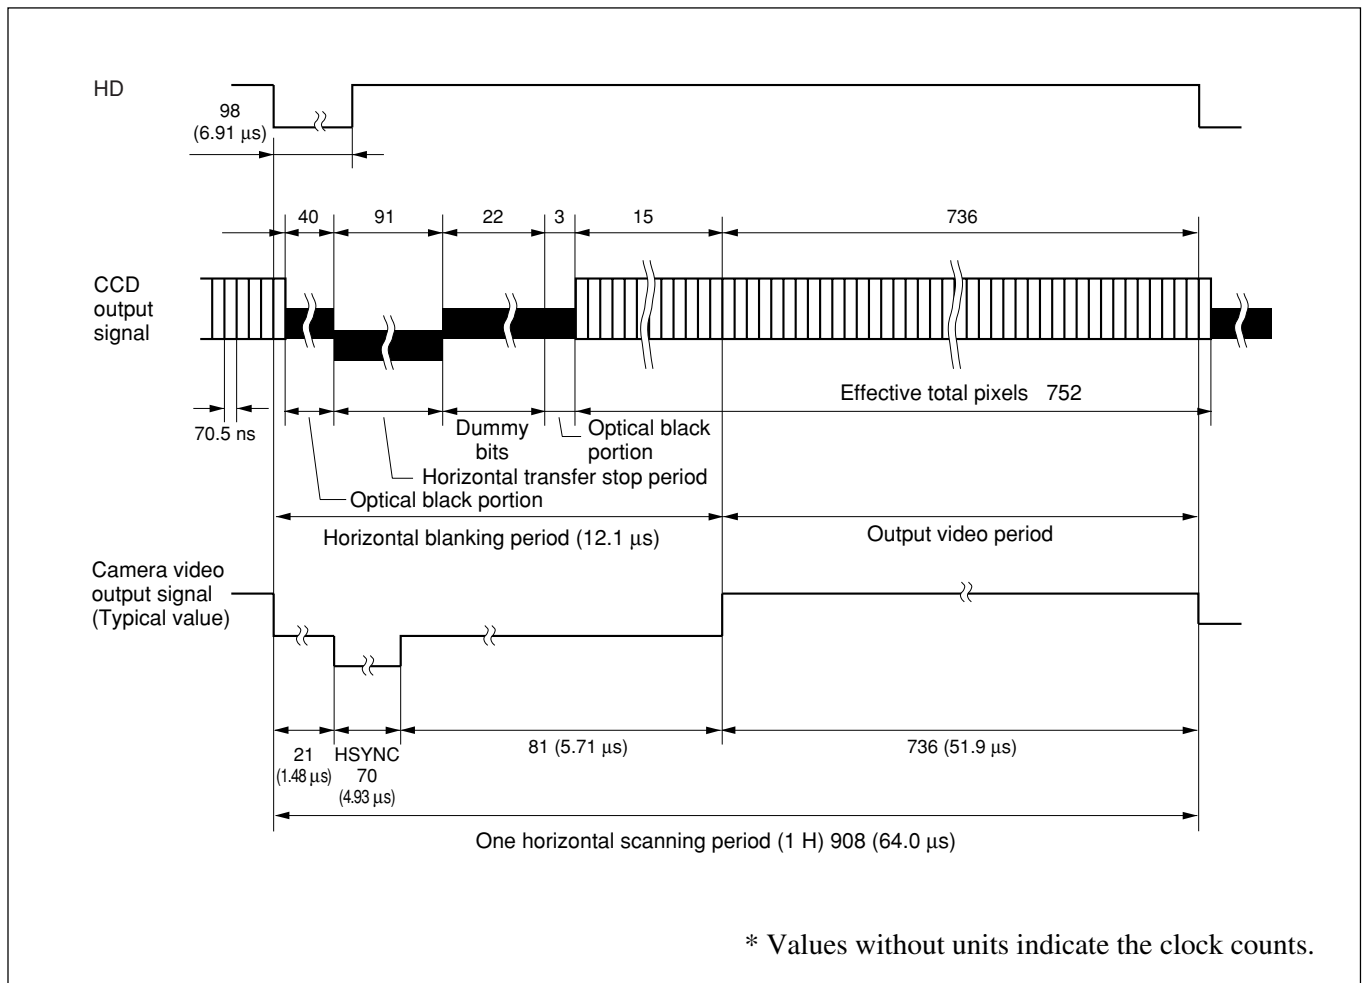 HD
98
(6.91 μs)
40
91
22
3
15
736
CCD
output
signal
Effective total pixels 752
70.5 ns
Dummy
bits
Optical black
portion
Horizontal transfer stop period
Optical black portion
Horizontal blanking period (12.1 μs)
Output video period
Camera video
output signal
(Typical value)
21
(1.48 μs)
HSYNC
70
(4.93 μs)
81 (5.71 μs)
736 (51.9 μs)
One horizontal scanning period (1 H) 908 (64.0 μs)
* Values without units indicate the clock counts.